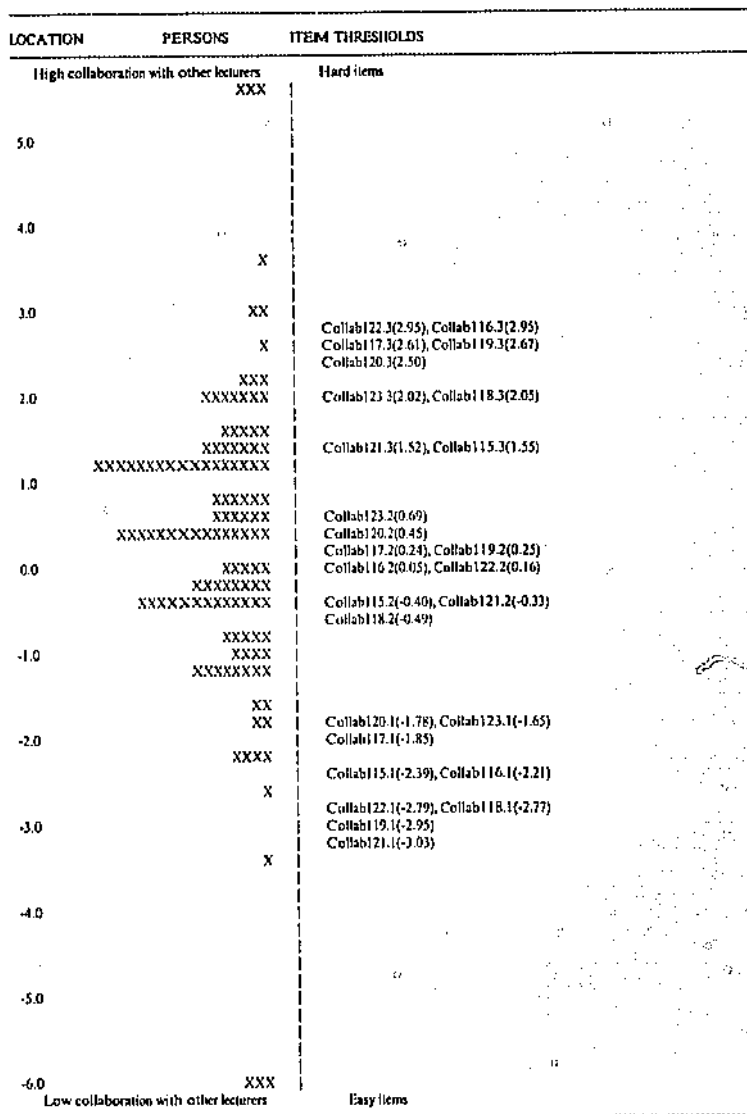 LOCATION PERSONS ITEM THRESHOLDS
High collaboration with other lecturers Hard items
XXX
5.0
4.0
X
3.0 XX
Collab122.3(2.95), Collab116.3(2.95)
X Collab117.3(2.61), Collab119.3(2.67)
Collab120.3(2.50)
XXX
2.0 XXXXXXX Collab123.3(2.02), Collab118.3(2.05)
XXXXX
XXXXXXX Collab121.3(1.52), Collab115.3(1.55)
XXXXXXXXXXXXXXXXX
1.0
XXXXXX
XXXXXX Collab123.2(0.69)
XXXXXXXXXXXXXXX Collab120.2(0.45)
Collab117.2(0.24), Collab119.2(0.25)
0.0 XXXXX Collab116.2(0.05), Collab122.2(0.16)
XXXXXXXX
XXXXXXXXXXXXX Collab115.2(-0.40), Collab121.2(-0.33)
Collab118.2(-0.49)
XXXXX
-1.0 XXXX
XXXXXXXX
XX
XX Collab120.1(-1.78), Collab123.1(-1.65)
-2.0 Collab117.1(-1.85)
XXXX
Collab115.1(-2.39), Collab116.1(-2.21)
X
Collab122.1(-2.79), Collab118.1(-2.77)
-3.0 Collab119.1(-2.95)
Collab121.1(-3.03)
X
-4.0
-5.0
-6.0 XXX
Low collaboration with other lecturers Easy items